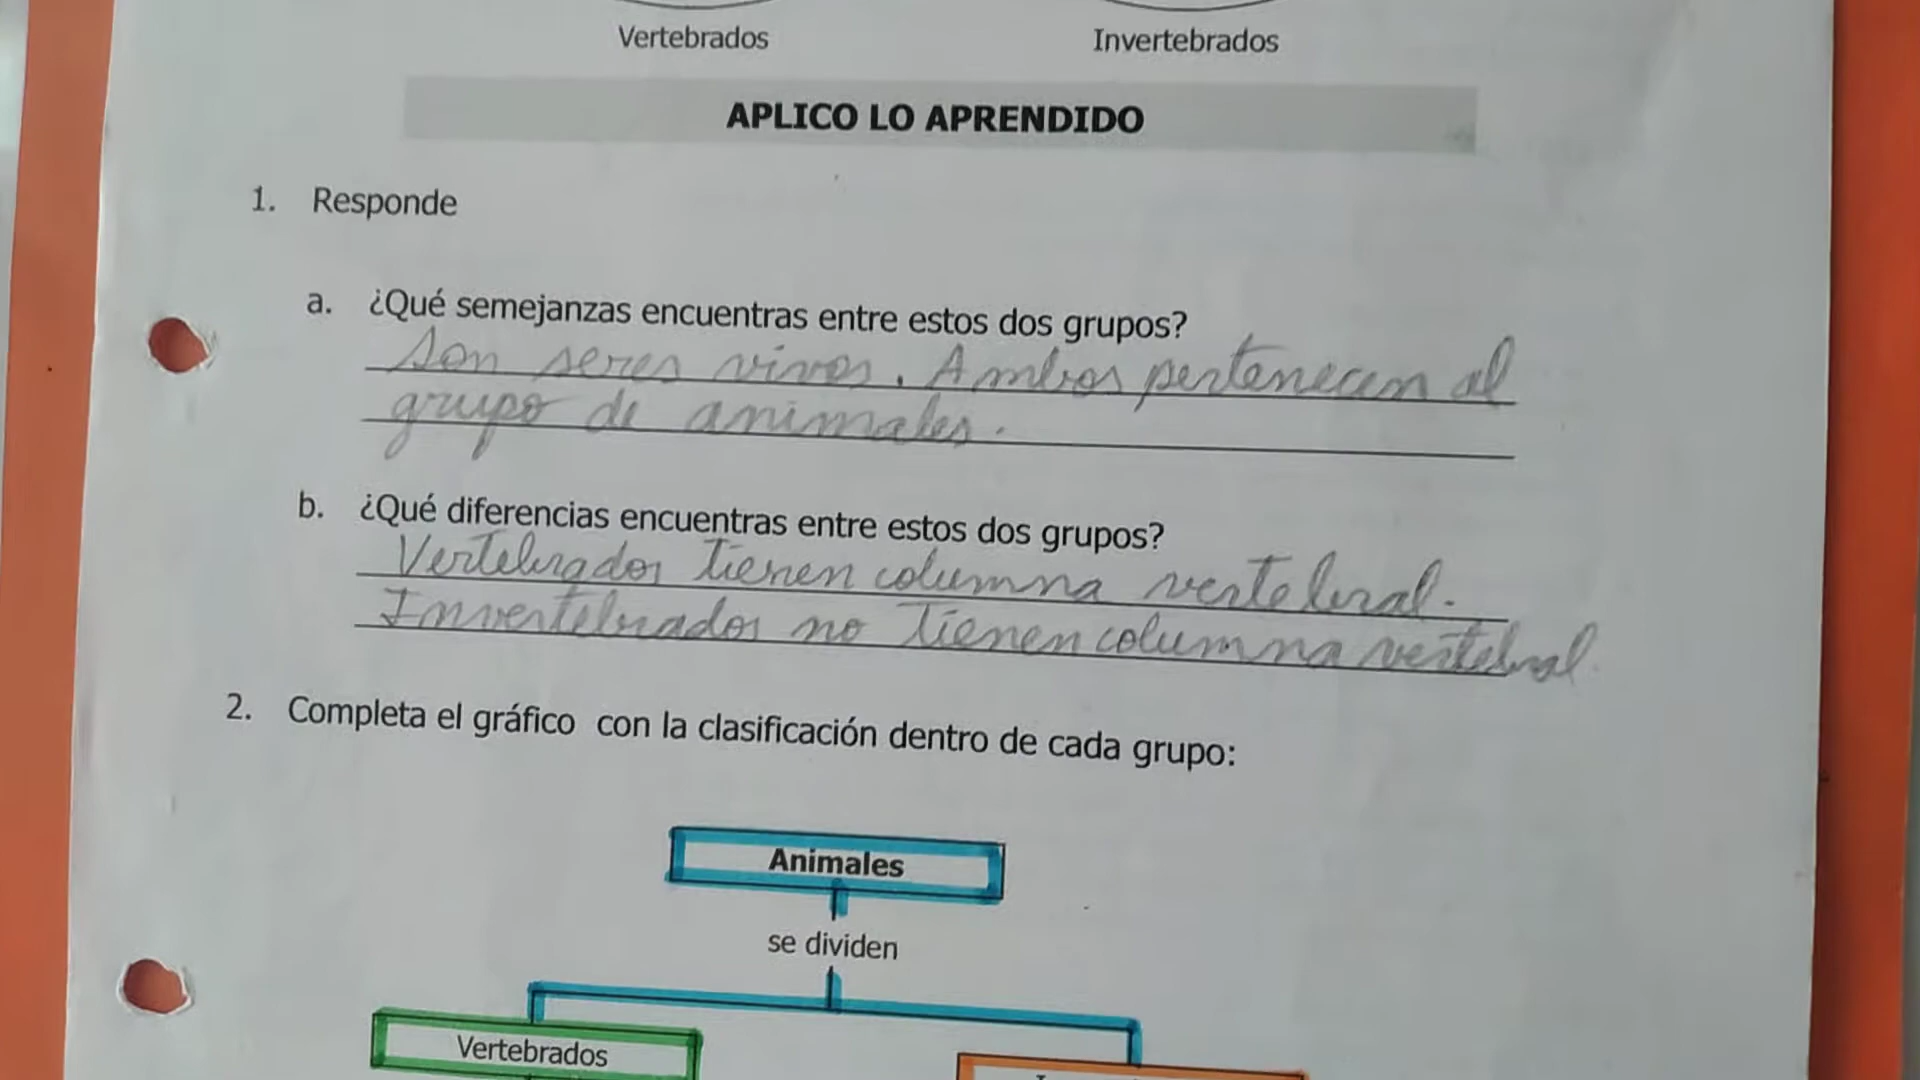 Vertebrados Invertebrados
APLICO LO APRENDIDO
1. Responde
a. ¿Qué semejanzas encuentras entre estos dos grupos?
Son seres vivos. Ambos pertenecen al
grupo de animales.
b. ¿Qué diferencias encuentras entre estos dos grupos?
Vertebrados tienen columna vertebral.
Invertebrados no tienen columna vertebral.
2. Completa el gráfico con la clasificación dentro de cada grupo:
Animales
se dividen
Vertebrados